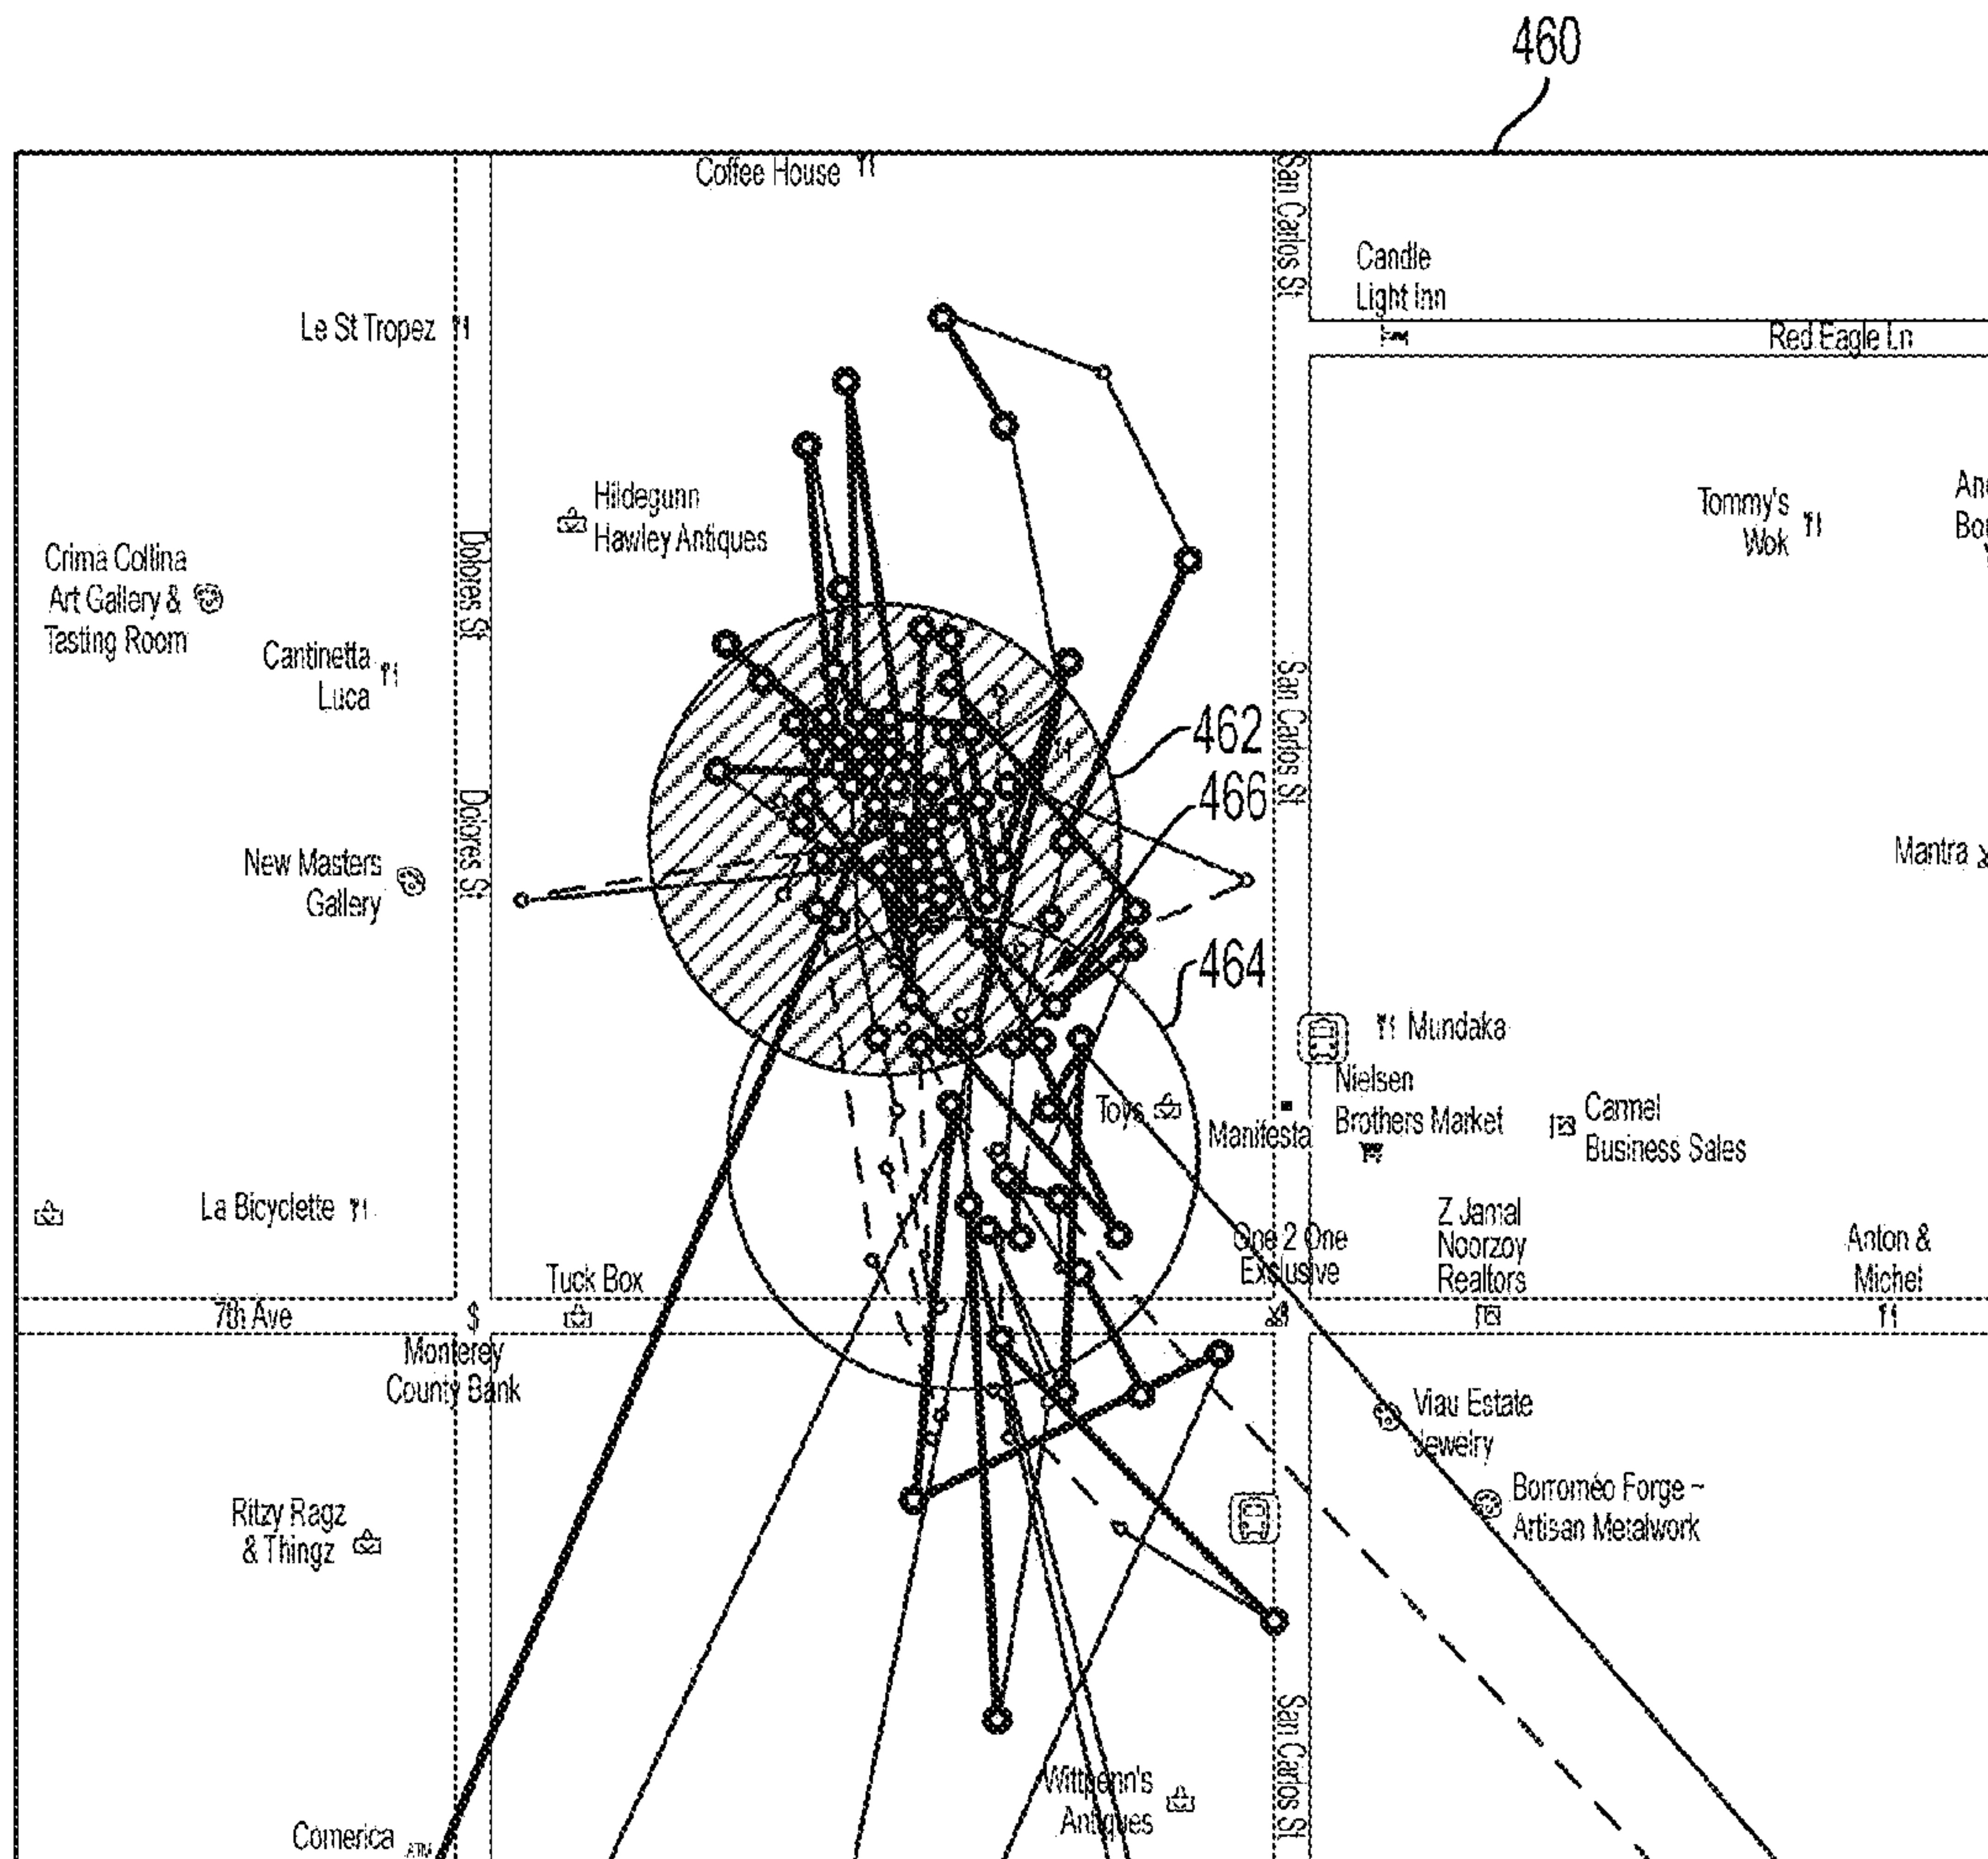 460
Coffee House
San Carlos St
Candle
Light Inn
Le St Tropez
Red Eagle Ln
Hildegunn
Hawley Antiques
Tommy's
Wok
Crima Collina
Art Gallery &
Tasting Room
Dolores St
Cantinetta
Luca
San Carlos St
462
466
Dolores St
New Masters
Gallery
Mantra
464
Mundaka
Nielsen
Brothers Market
Toys
Manifesta
Carmel
Business Sales
La Bicyclette
Z Jamal
Noorzoy
Realtors
One 2 One
Exclusive
Anton &
Michel
Tuck Box
7th Ave
$
Monterey
County Bank
Viau Estate
Jewelry
Ritzy Ragz
& Thingz
Borroméo Forge ~
Artisan Metalwork
San Carlos St
Wittpenn's
Antiques
Comerica
ATM